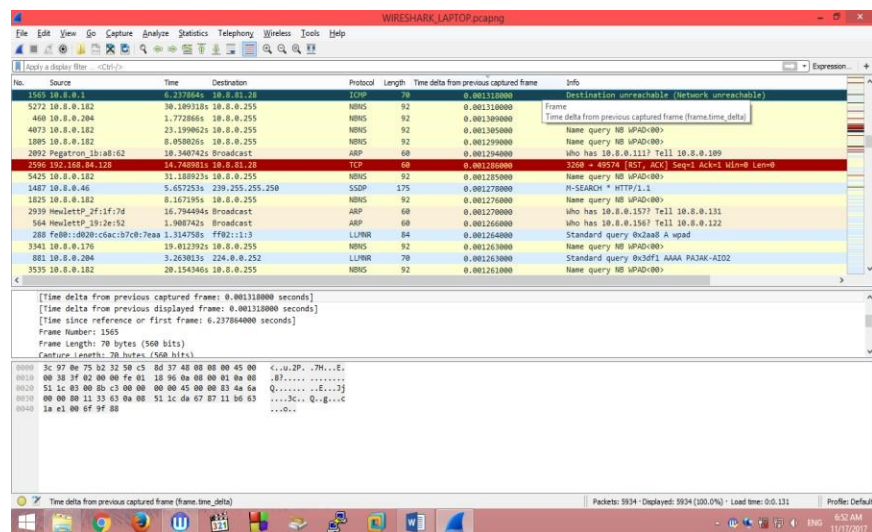 WIRESHARK_LAPTOP.pcapng
File Edit View Go Capture Analyze Statistics Telephony Wireless Tools Help
Apply a display filter ... <Ctrl-/>
Expression... +
No. Source Time Destination Protocol Length Time delta from previous captured frame Info
1565 10.8.0.1 6.237864s 10.8.81.28 ICMP 70 0.001318000 Destination unreachable (Network unreachable)
5272 10.8.0.182 30.109318s 10.8.0.255 NBNS 92 0.001310000
Frame
460 10.8.0.204 1.772866s 10.8.0.255 NBNS 92 0.001309000
Time delta from previous captured frame (frame.time_delta)
4073 10.8.0.182 23.199062s 10.8.0.255 NBNS 92 0.001305000 Name query NB WPAD<00>
1805 10.8.0.182 8.058026s 10.8.0.255 NBNS 92 0.001299000 Name query NB WPAD<00>
2092 Pegatron_1b:a8:62 10.340742s Broadcast ARP 60 0.001294000 Who has 10.8.0.111? Tell 10.8.0.109
2596 192.168.84.128 14.748981s 10.8.81.28 TCP 60 0.001286000 3260 → 49574 [RST, ACK] Seq=1 Ack=1 Win=0 Len=0
5425 10.8.0.182 31.188923s 10.8.0.255 NBNS 92 0.001285000 Name query NB WPAD<00>
1487 10.8.0.46 5.657253s 239.255.255.250 SSDP 175 0.001278000 M-SEARCH * HTTP/1.1
1825 10.8.0.182 8.167195s 10.8.0.255 NBNS 92 0.001276000 Name query NB WPAD<00>
2939 HewlettP_2f:1f:7d 16.794494s Broadcast ARP 60 0.001270000 Who has 10.8.0.157? Tell 10.8.0.131
564 HewlettP_19:2e:52 1.908742s Broadcast ARP 60 0.001266000 Who has 10.8.0.156? Tell 10.8.0.122
288 fe80::d020:c6ac:b7c0:7eaa 1.314758s ff02::1:3 LLMNR 84 0.001264000 Standard query 0x2aa8 A wpad
3341 10.8.0.176 19.012392s 10.8.0.255 NBNS 92 0.001263000 Name query NB WPAD<00>
881 10.8.0.204 3.263013s 224.0.0.252 LLMNR 70 0.001263000 Standard query 0x3df1 AAAA PAJAK-AIO2
3535 10.8.0.182 20.154346s 10.8.0.255 NBNS 92 0.001261000 Name query NB WPAD<00>
[Time delta from previous captured frame: 0.001318000 seconds]
[Time delta from previous displayed frame: 0.001318000 seconds]
[Time since reference or first frame: 6.237864000 seconds]
Frame Number: 1565
Frame Length: 70 bytes (560 bits)
Capture Length: 70 bytes (560 bits)
0000 3c 97 0e 75 b2 32 50 c5 8d 37 48 08 08 00 45 00 <..u.2P. .7H...E.
0010 00 38 3f 02 00 00 fe 01 18 96 0a 08 00 01 0a 08 .8?..... ........
0020 51 1c 03 00 8b c3 00 00 00 00 45 00 00 83 4a 6a Q....... ..E...Jj
0030 00 00 80 11 33 63 0a 08 51 1c da 67 87 11 b6 63 ....3c.. Q..g...c
0040 1a e1 00 6f 9f 88 ...o..
Time delta from previous captured frame (frame.time_delta)
Packets: 5934 · Displayed: 5934 (100.0%) · Load time: 0:0.131
Profile: Default
ENG
6:52 AM
11/17/2017